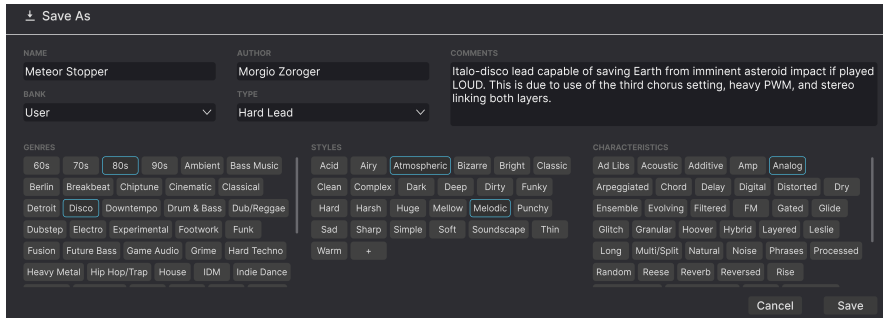 Save As
NAME AUTHOR COMMENTS
Meteor Stopper Morgio Zoroger Italo-disco lead capable of saving Earth from imminent asteroid impact if played
LOUD. This is due to use of the third chorus setting, heavy PWM, and stereo
linking both layers.
BANK TYPE
User Hard Lead
GENRES STYLES CHARACTERISTICS
60s 70s 80s 90s Ambient Bass Music Acid Airy Atmospheric Bizarre Bright Classic Ad Libs Acoustic Additive Amp Analog
Berlin Breakbeat Chiptune Cinematic Classical Clean Complex Dark Deep Dirty Funky Arpeggiated Chord Delay Digital Distorted Dry
Detroit Disco Downtempo Drum & Bass Dub/Reggae Hard Harsh Huge Mellow Melodic Punchy Ensemble Evolving Filtered FM Gated Glide
Dubstep Electro Experimental Footwork Funk Sad Sharp Simple Soft Soundscape Thin Glitch Granular Hoover Hybrid Layered Leslie
Fusion Future Bass Game Audio Grime Hard Techno Warm + Long Multi/Split Natural Noise Phrases Processed
Heavy Metal Hip Hop/Trap House IDM Indie Dance Random Reese Reverb Reversed Rise
Cancel Save